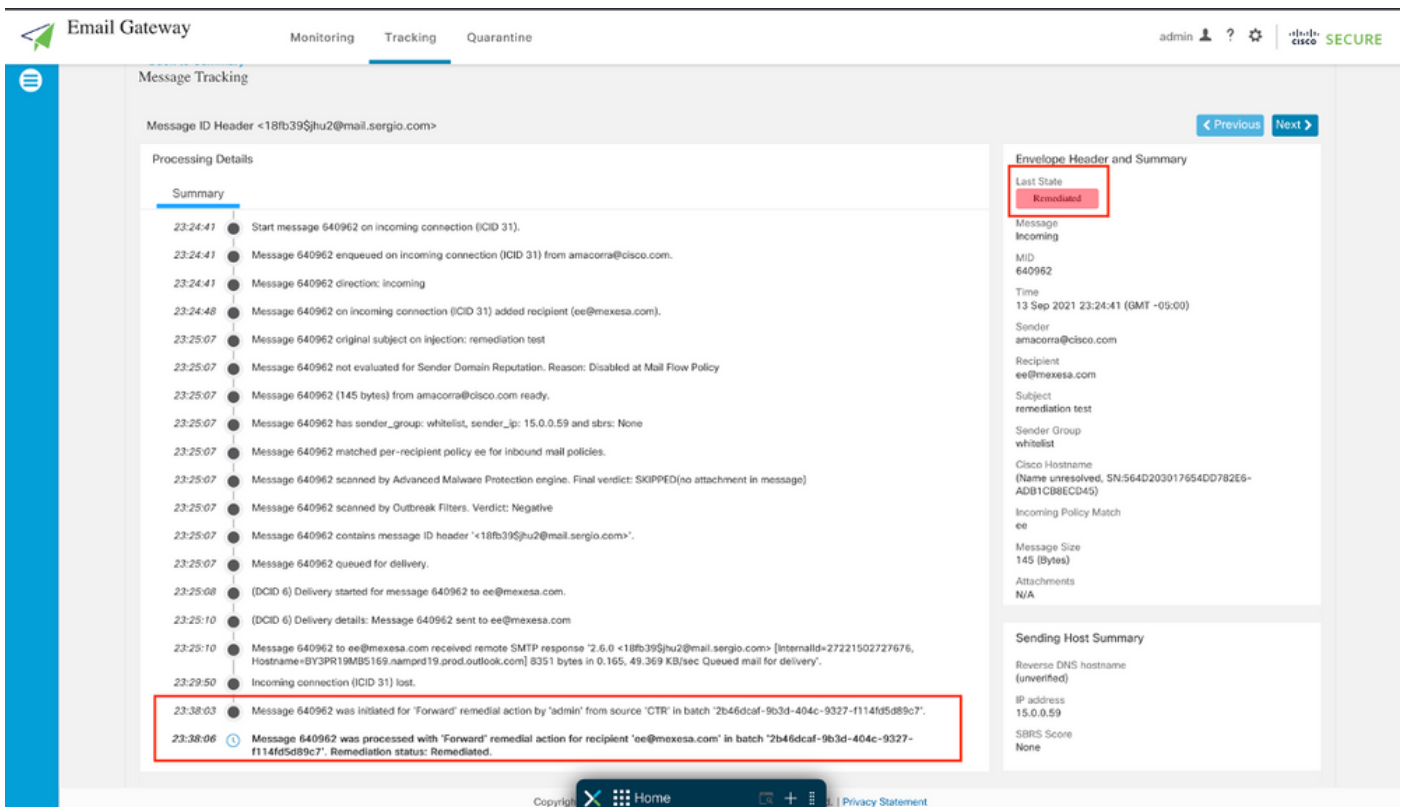 Email Gateway
Monitoring Tracking Quarantine
admin ? cisco SECURE
Message Tracking
Message ID Header <18fb39$jhu2@mail.sergio.com>
Previous Next
Processing Details
Summary
23:24:41 Start message 640962 on incoming connection (ICID 31).
23:24:41 Message 640962 enqueued on incoming connection (ICID 31) from amacorra@cisco.com.
23:24:41 Message 640962 direction: incoming
23:24:48 Message 640962 on incoming connection (ICID 31) added recipient (ee@mexesa.com).
23:25:07 Message 640962 original subject on injection: remediation test
23:25:07 Message 640962 not evaluated for Sender Domain Reputation. Reason: Disabled at Mail Flow Policy
23:25:07 Message 640962 (145 bytes) from amacorra@cisco.com ready.
23:25:07 Message 640962 has sender_group: whitelist, sender_ip: 15.0.0.59 and sbrs: None
23:25:07 Message 640962 matched per-recipient policy ee for inbound mail policies.
23:25:07 Message 640962 scanned by Advanced Malware Protection engine. Final verdict: SKIPPED(no attachment in message)
23:25:07 Message 640962 scanned by Outbreak Filters. Verdict: Negative
23:25:07 Message 640962 contains message ID header '<18fb39$jhu2@mail.sergio.com>'.
23:25:07 Message 640962 queued for delivery.
23:25:08 (DCID 6) Delivery started for message 640962 to ee@mexesa.com.
23:25:10 (DCID 6) Delivery details: Message 640962 sent to ee@mexesa.com
23:25:10 Message 640962 to ee@mexesa.com received remote SMTP response '2.6.0 <18fb39$jhu2@mail.sergio.com> [InternalId=27221502727676,
Hostname=BY3PR19MB5169.namprd19.prod.outlook.com] 8351 bytes in 0.165, 49.369 KB/sec Queued mail for delivery'.
23:29:50 Incoming connection (ICID 31) lost.
23:38:03 Message 640962 was initiated for 'Forward' remedial action by 'admin' from source 'CTR' in batch '2b46dcaf-9b3d-404c-9327-f114fd5d89c7'.
23:38:06 Message 640962 was processed with 'Forward' remedial action for recipient 'ee@mexesa.com' in batch '2b46dcaf-9b3d-404c-9327-
f114fd5d89c7'. Remediation status: Remediated.
Envelope Header and Summary
Last State
Remediated
Message
Incoming
MID
640962
Time
13 Sep 2021 23:24:41 (GMT -05:00)
Sender
amacorra@cisco.com
Recipient
ee@mexesa.com
Subject
remediation test
Sender Group
whitelist
Cisco Hostname
(Name unresolved, SN:564D203017654DD782E6-
ADB1CB8ECD45)
Incoming Policy Match
ee
Message Size
145 (Bytes)
Attachments
N/A
Sending Host Summary
Reverse DNS hostname
(unverified)
IP address
15.0.0.59
SBRS Score
None
Home
| Privacy Statement